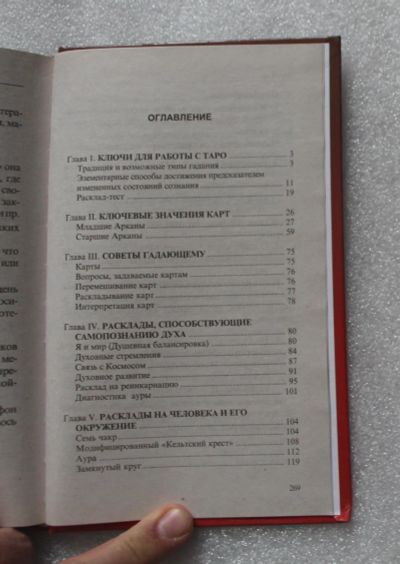 ОГЛАВЛЕНИЕ
Глава I. КЛЮЧИ ДЛЯ РАБОТЫ С ТАРО 3
Традиция и возможные типы гадания 3
Элементарные способы достижения предсказателем
измененных состояний сознания 11
Расклад-тест 19
Глава II. КЛЮЧЕВЫЕ ЗНАЧЕНИЯ КАРТ 26
Младшие Арканы 27
Старшие Арканы 59
Глава III. СОВЕТЫ ГАДАЮЩЕМУ 75
Карты 75
Вопросы, задаваемые картам 76
Перемешивание карт 76
Раскладывание карт 77
Интерпретация карт 78
Глава IV. РАСКЛАДЫ, СПОСОБСТВУЮЩИЕ
САМОПОЗНАНИЮ ДУХА 80
Я и мир (Душевная балансировка) 80
Духовные стремления 84
Связь с Космосом 87
Духовное развитие 91
Расклад на реинкарнацию 95
Диагностика ауры 101
Глава V. РАСКЛАДЫ НА ЧЕЛОВЕКА И ЕГО
ОКРУЖЕНИЕ 104
Семь чакр 104
Модифицированный «Кельтский крест» 108
Аура 112
Замкнутый круг 119
269